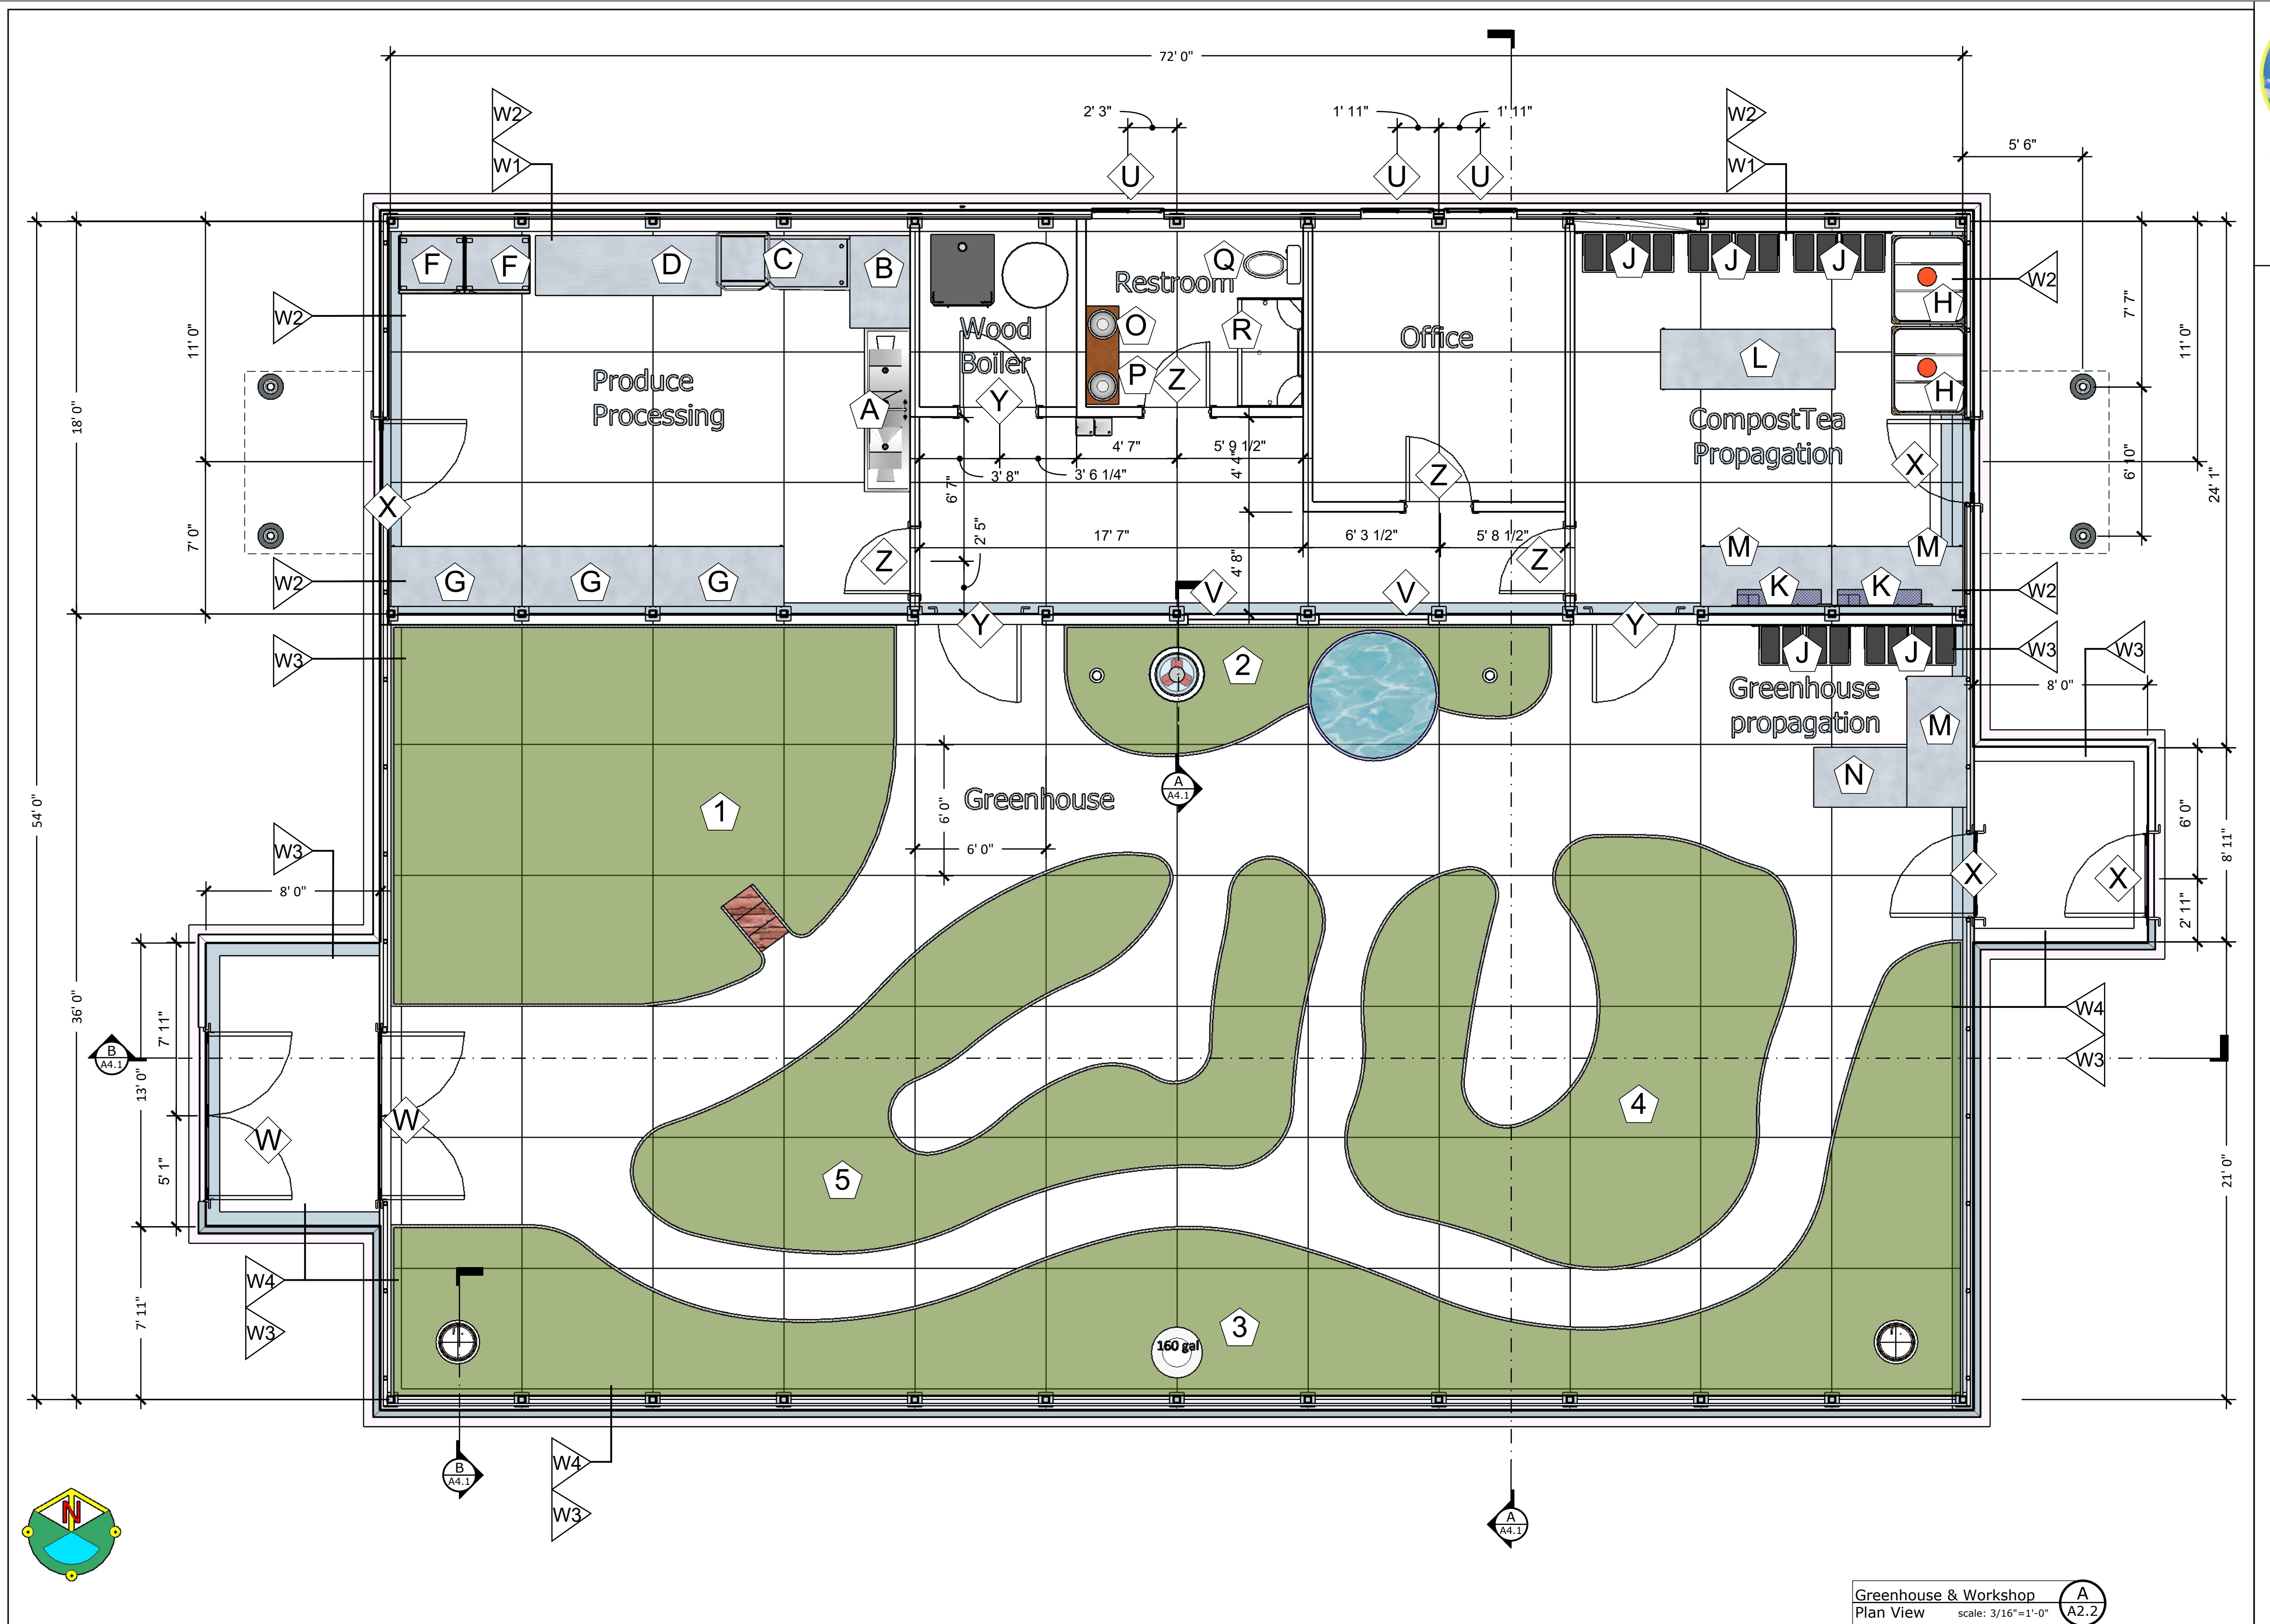 72' 0"
W2
W2
2' 3"
1' 11"
1' 11"
5' 6"
W1
W1
U
U
U
F
F
D
C
B
Q
Restroom
J
J
J
H
W2
W2
7' 7"
11' 0"
11' 0"
Wood
Boiler
O
R
Office
L
Produce
Processing
P
Z
H
Y
A
CompostTea
Propagation
18' 0"
4' 7"
5' 9 1/2"
3' 8"
3' 6 1/4"
4' 4"
Z
X
6' 10"
24' 1"
6' 7"
X
7' 0"
2' 5"
17' 7"
6' 3 1/2"
5' 8 1/2"
4' 8"
Z
Z
M
M
W2
G
G
G
V
V
K
K
W2
Y
Y
W3
2
J
J
W3
W3
Greenhouse
propagation
8' 0"
M
N
A
A4.1
Greenhouse
1
54' 0"
6' 0"
6' 0"
6' 0"
8' 11"
W3
8' 0"
X
X
2' 11"
36' 0"
7' 11"
W4
B
A4.1
W3
13' 0"
4
W
W
5' 1"
5
21' 0"
W4
7' 11"
W3
3
160 gal
B
A4.1
W4
W3
N
A
A4.1
Greenhouse & Workshop
A
Plan View
scale: 3/16"=1'-0"
A2.2